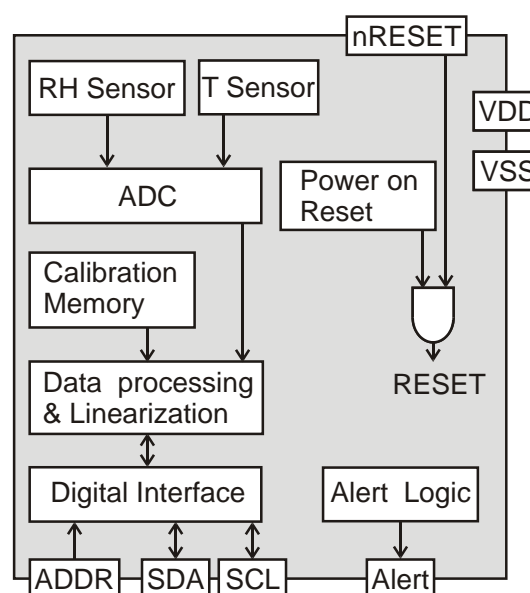 nRESET
RH Sensor
T Sensor
VDD
VSS
ADC
Power on
Reset
Calibration
Memory
RESET
Data processing
& Linearization
Digital Interface
Alert Logic
ADDR
SDA
SCL
Alert